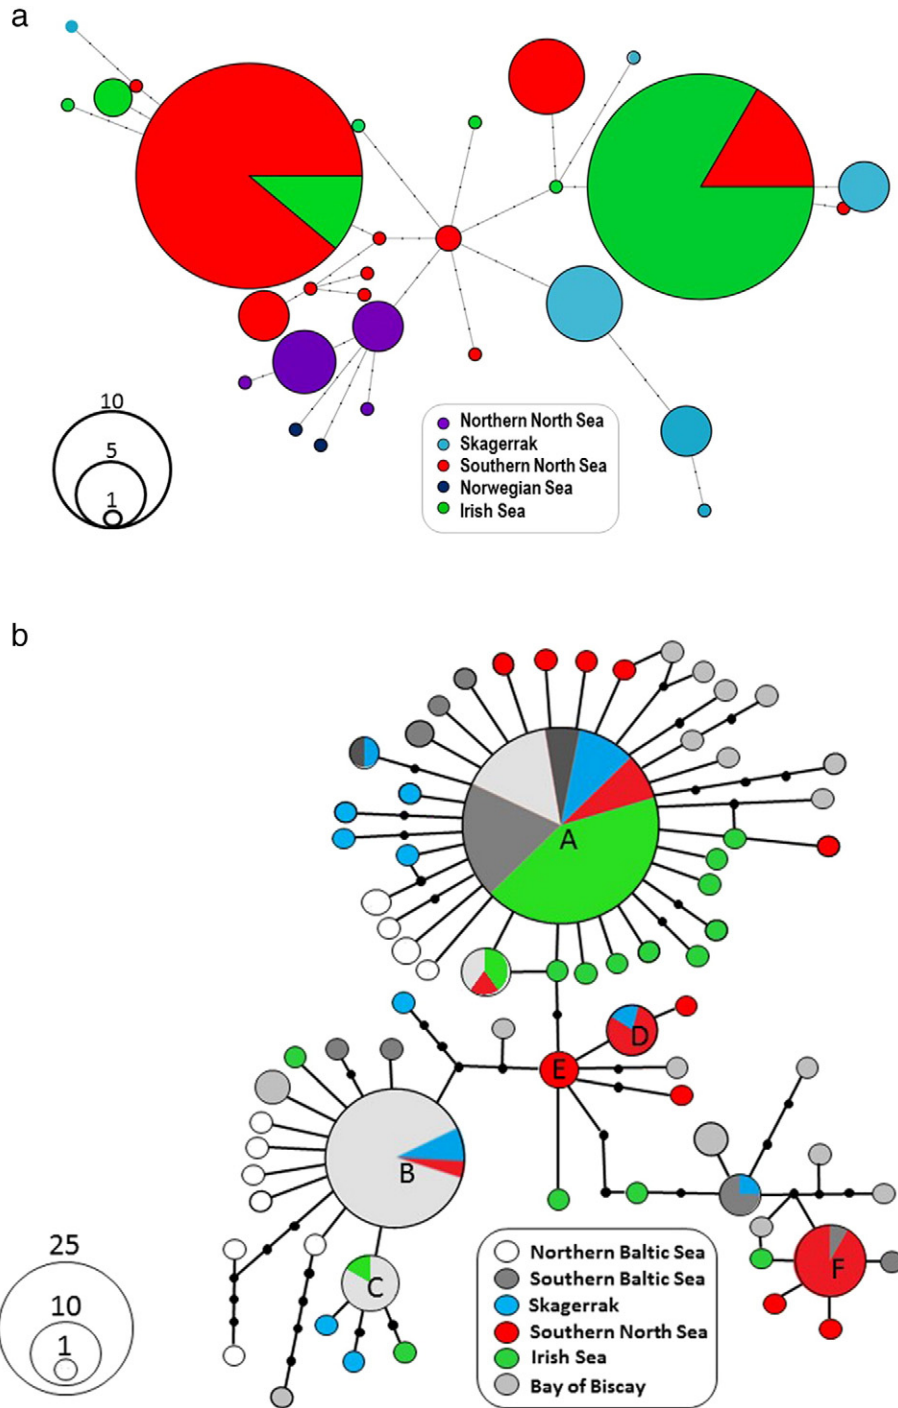 a
10
5
1
Northern North Sea
Skagerrak
Southern North Sea
Norwegian Sea
Irish Sea
b
A
D
E
B
C
F
25
10
1
Northern Baltic Sea
Southern Baltic Sea
Skagerrak
Southern North Sea
Irish Sea
Bay of Biscay